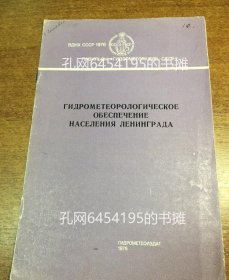 ВДНХ СССР 1976
孔网6454195的书摊
ГИДРОМЕТЕОРОЛОГИЧЕСКОЕ
ОБЕСПЕЧЕНИЕ
НАСЕЛЕНИЯ ЛЕНИНГРАДА
孔网6454195的书摊
ГИДРОМЕТЕОИЗДАТ
1976